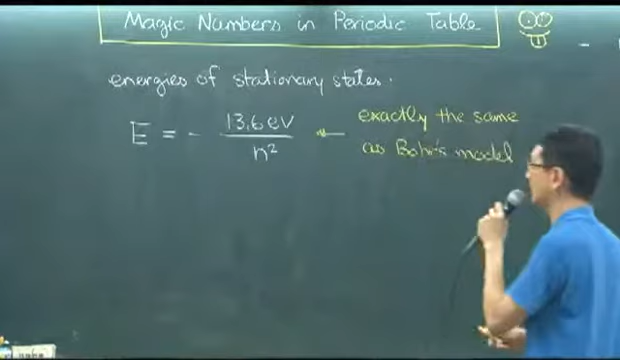 Magic Numbers in Periodic Table
energies of stationary states.
E = - 13.6 eV / n²
← exactly the same
as Bohr's model